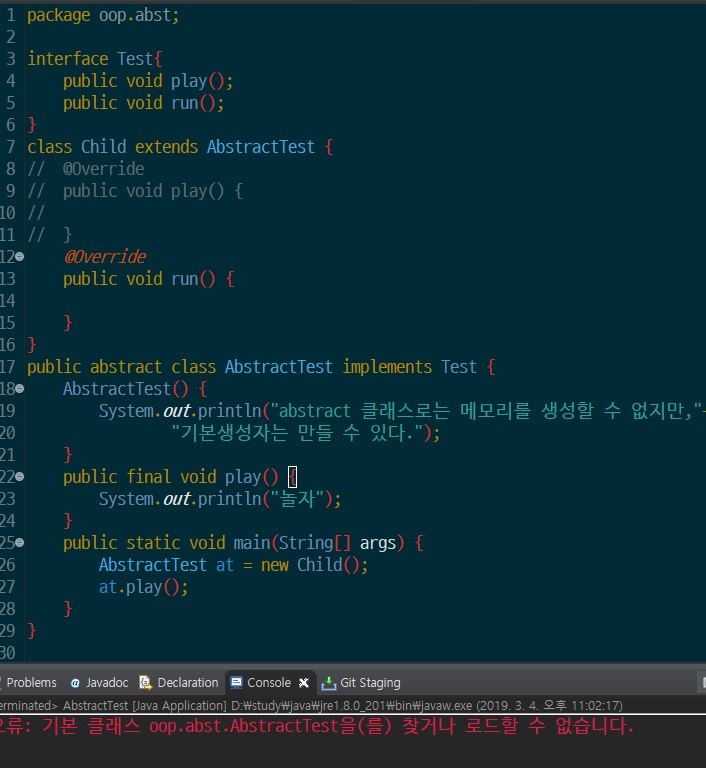 1 package oop.abst;
2
3 interface Test{
4     public void play();
5     public void run();
6 }
7 class Child extends AbstractTest {
8 //  @Override
9 //  public void play() {
10 //
11 //  }
12     @Override
13     public void run() {
14
15     }
16 }
17 public abstract class AbstractTest implements Test {
18     AbstractTest() {
19         System.out.println("abstract 클래스로는 메모리를 생성할 수 없지만,"+
20                 "기본생성자는 만들 수 있다.");
21     }
22     public final void play() {
23         System.out.println("놀자");
24     }
25     public static void main(String[] args) {
26         AbstractTest at = new Child();
27         at.play();
28     }
29 }
30
Problems @ Javadoc Declaration Console Git Staging
erminated> AbstractTest [Java Application] D:₩study₩java₩jre1.8.0_201₩bin₩javaw.exe (2019. 3. 4. 오후 11:02:17)
오류: 기본 클래스 oop.abst.AbstractTest을(를) 찾거나 로드할 수 없습니다.